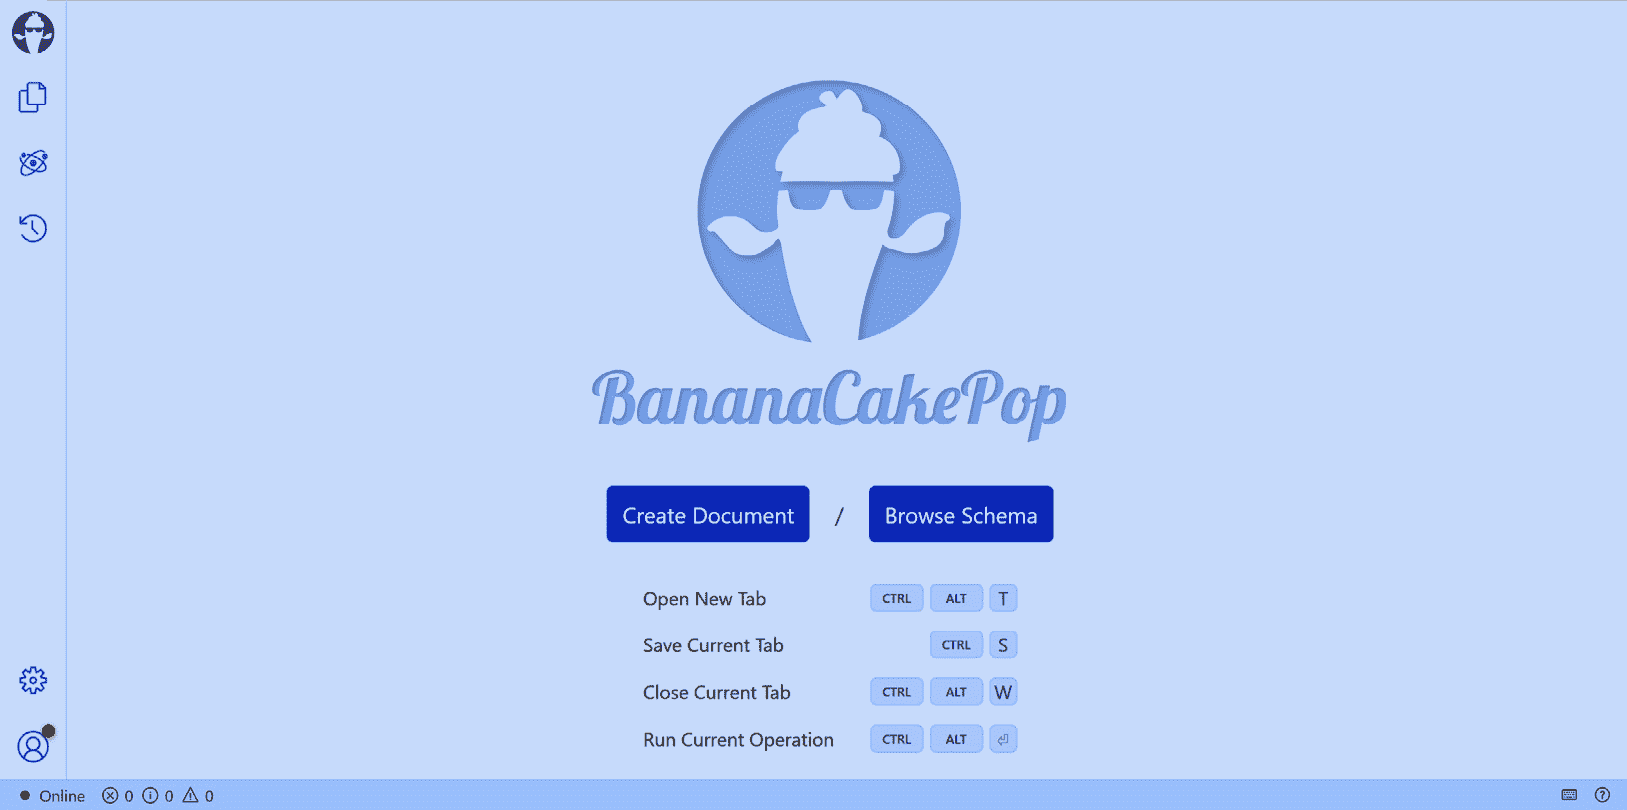 BananaCakePop
Create Document / Browse Schema
Open New Tab CTRL ALT T
Save Current Tab CTRL S
Close Current Tab CTRL ALT W
Run Current Operation CTRL ALT ⏎
Online 0 0 0